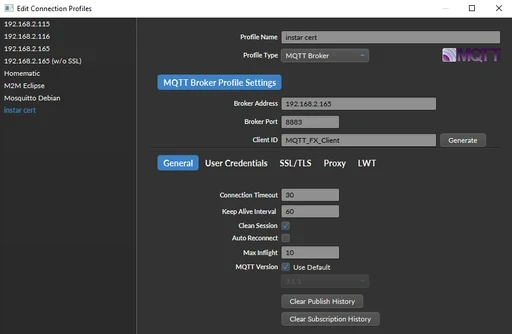 Edit Connection Profiles
192.168.2.115
192.168.2.116
192.168.2.165
192.168.2.165 (w/o SSL)
Homematic
M2M Eclipse
Mosquitto Debian
instar cert
Profile Name instar cert
Profile Type MQTT Broker
MQTT
MQTT Broker Profile Settings
Broker Address 192.168.2.165
Broker Port 8883
Client ID MQTT_FX_Client Generate
General User Credentials SSL/TLS Proxy LWT
Connection Timeout 30
Keep Alive Interval 60
Clean Session
Auto Reconnect
Max Inflight 10
MQTT Version Use Default
3.1.1
Clear Publish History
Clear Subscription History